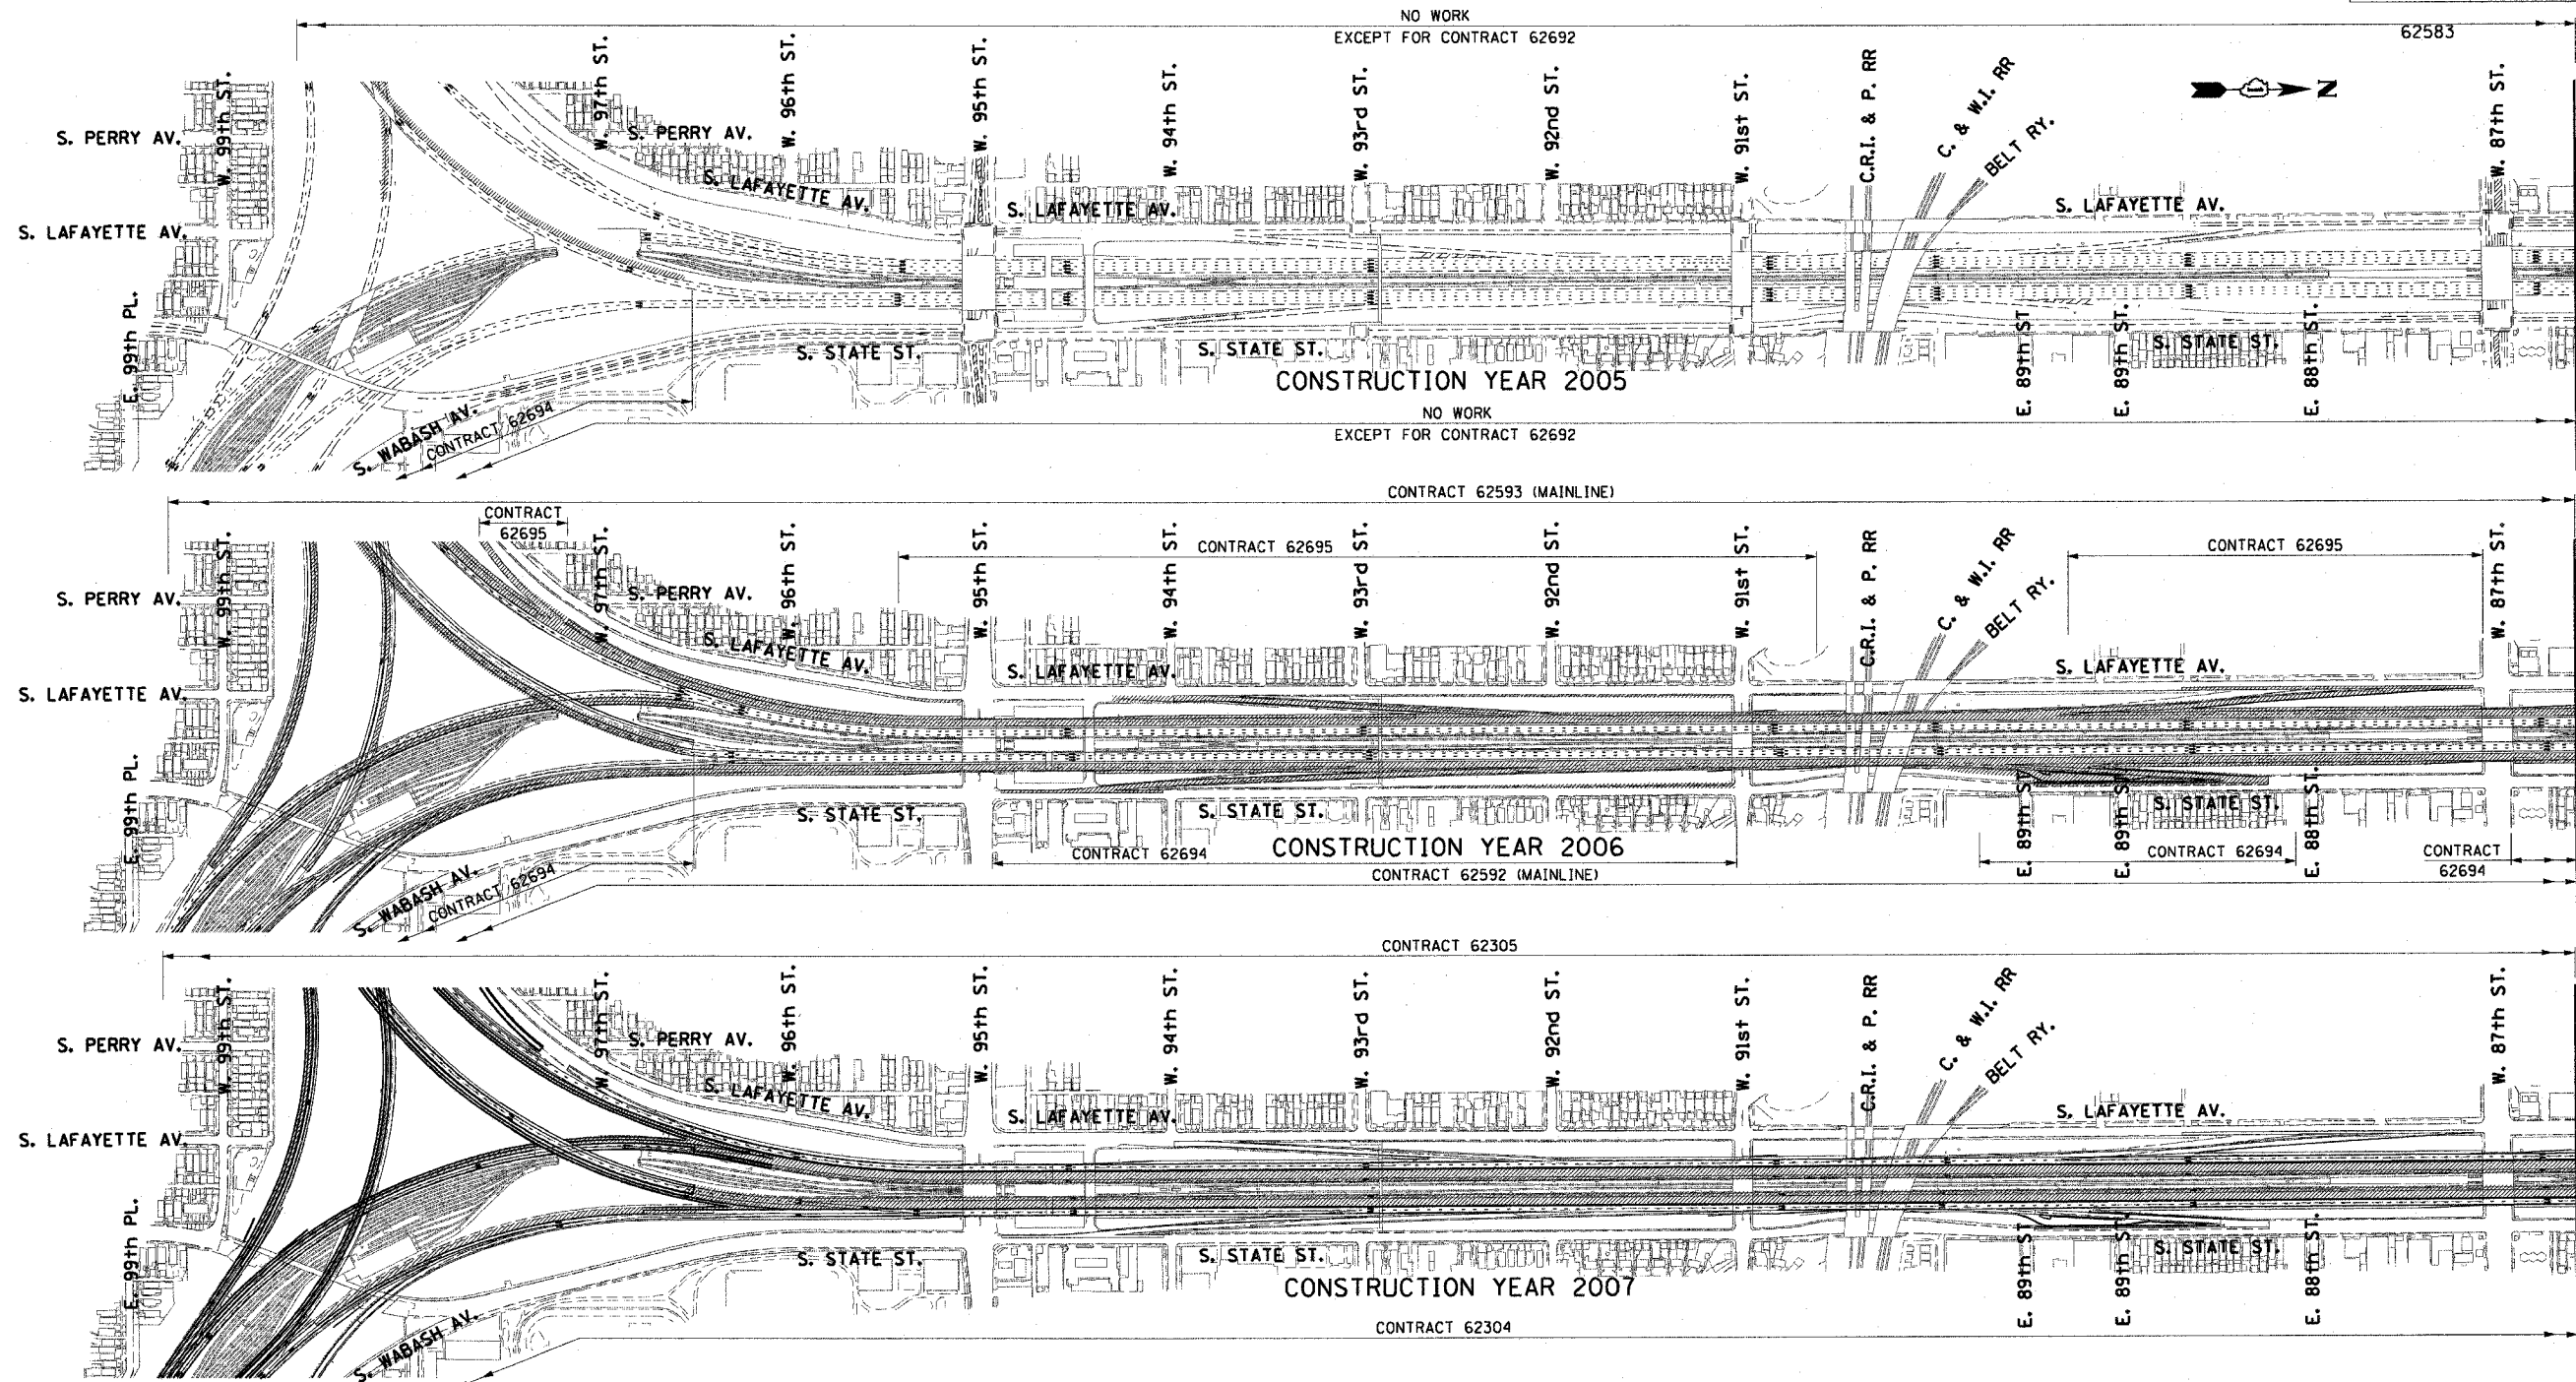 NO WORK
EXCEPT FOR CONTRACT 62692
62583
W. 99th ST.
W. 97th ST.
W. 96th ST.
W. 95th ST.
W. 94th ST.
W. 93rd ST.
W. 92nd ST.
W. 91st ST.
C.R.I. & P. RR
C. & W.I. RR
BELT RY.
N
W. 87th ST.
S. PERRY AV.
S. PERRY AV.
S. LAFAYETTE AV.
S. LAFAYETTE AV.
S. LAFAYETTE AV.
S. LAFAYETTE AV.
E. 99th PL.
S. STATE ST.
S. STATE ST.
E. 89th ST.
E. 89th ST.
S. STATE ST.
E. 88th ST.
CONSTRUCTION YEAR 2005
S. WABASH AV.
CONTRACT 62694
NO WORK
EXCEPT FOR CONTRACT 62692
CONTRACT 62593 (MAINLINE)
CONTRACT
62695
CONTRACT 62695
CONTRACT 62695
W. 99th ST.
W. 97th ST.
W. 96th ST.
W. 95th ST.
W. 94th ST.
W. 93rd ST.
W. 92nd ST.
W. 91st ST.
C.R.I. & P. RR
C. & W.I. RR
BELT RY.
W. 87th ST.
S. PERRY AV.
S. PERRY AV.
S. LAFAYETTE AV.
S. LAFAYETTE AV.
S. LAFAYETTE AV.
S. LAFAYETTE AV.
E. 99th PL.
S. STATE ST.
S. STATE ST.
E. 89th ST.
E. 89th ST.
S. STATE ST.
E. 88th ST.
CONTRACT 62694
CONSTRUCTION YEAR 2006
CONTRACT 62694
CONTRACT
62694
S. WABASH AV.
CONTRACT 62694
CONTRACT 62592 (MAINLINE)
CONTRACT 62305
W. 99th ST.
W. 97th ST.
W. 96th ST.
W. 95th ST.
W. 94th ST.
W. 93rd ST.
W. 92nd ST.
W. 91st ST.
C.R.I. & P. RR
C. & W.I. RR
BELT RY.
W. 87th ST.
S. PERRY AV.
S. PERRY AV.
S. LAFAYETTE AV.
S. LAFAYETTE AV.
S. LAFAYETTE AV.
S. LAFAYETTE AV.
E. 99th PL.
S. STATE ST.
S. STATE ST.
E. 89th ST.
E. 89th ST.
S. STATE ST.
E. 88th ST.
CONSTRUCTION YEAR 2007
S. WABASH AV.
CONTRACT 62304